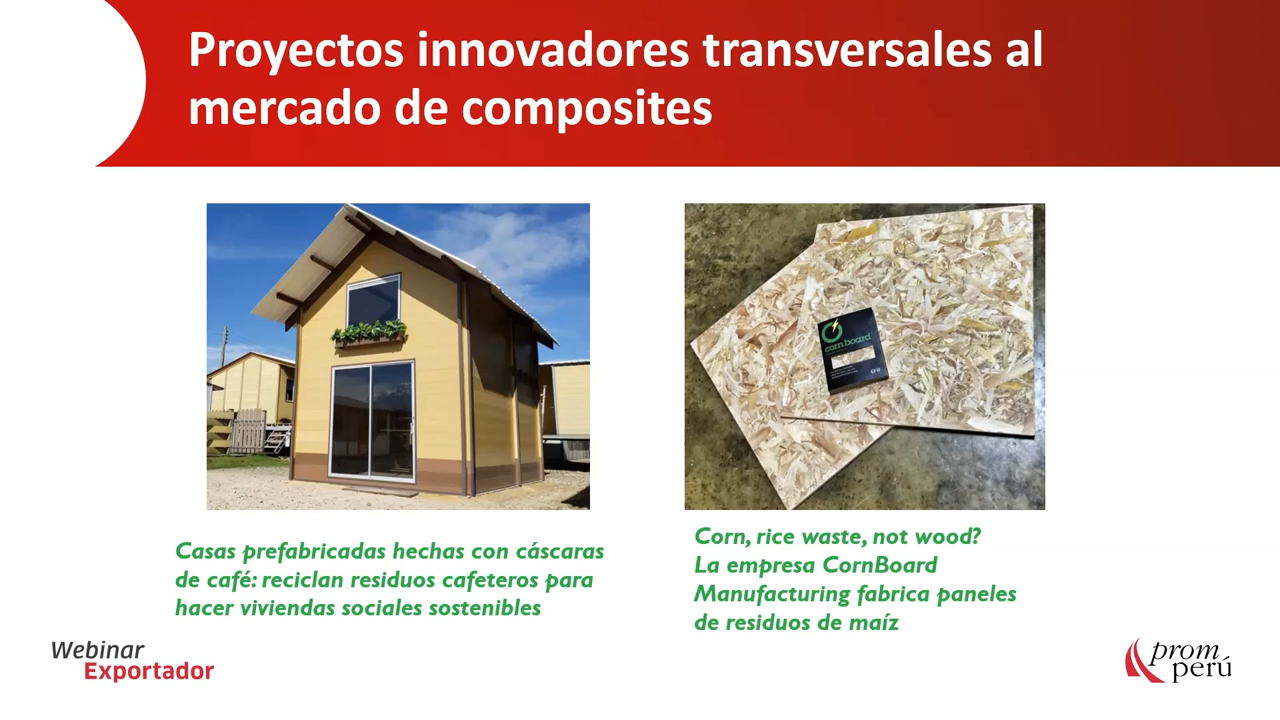 Proyectos innovadores transversales al
mercado de composites
corn board
Casas prefabricadas hechas con cáscaras
de café: reciclan residuos cafeteros para
hacer viviendas sociales sostenibles
Corn, rice waste, not wood?
La empresa CornBoard
Manufacturing fabrica paneles
de residuos de maíz
Webinar
Exportador
prom
perú